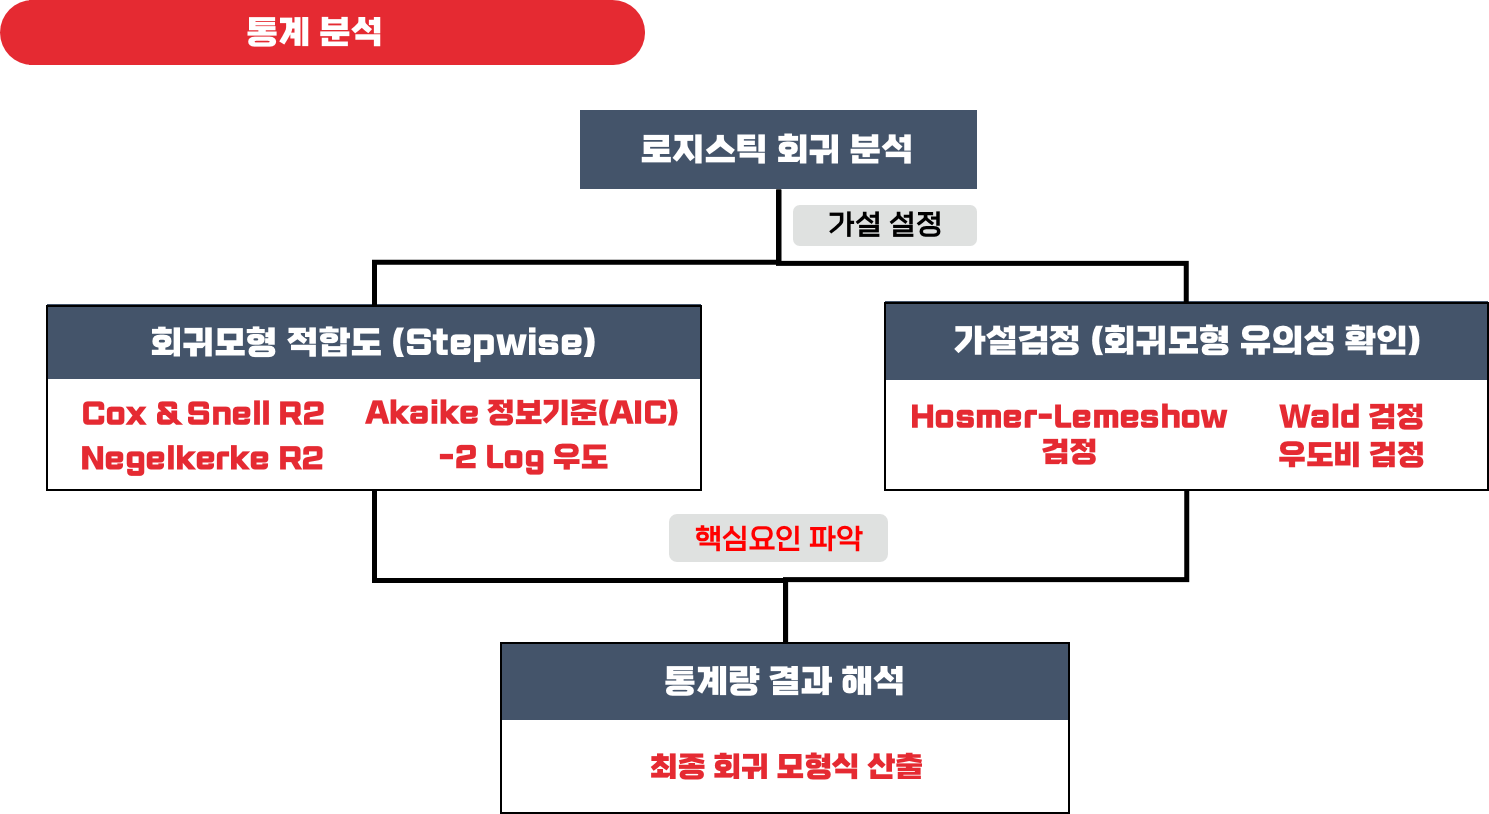 통계 분석
로지스틱 회귀 분석
가설 설정
회귀모형 적합도 (Stepwise)
Cox & Snell R2
Negelkerke R2
Akaike 정보기준(AIC)
-2 Log 우도
가설검정 (회귀모형 유의성 확인)
Hosmer-Lemeshow
검정
Wald 검정
우도비 검정
핵심요인 파악
통계량 결과 해석
최종 회귀 모형식 산출